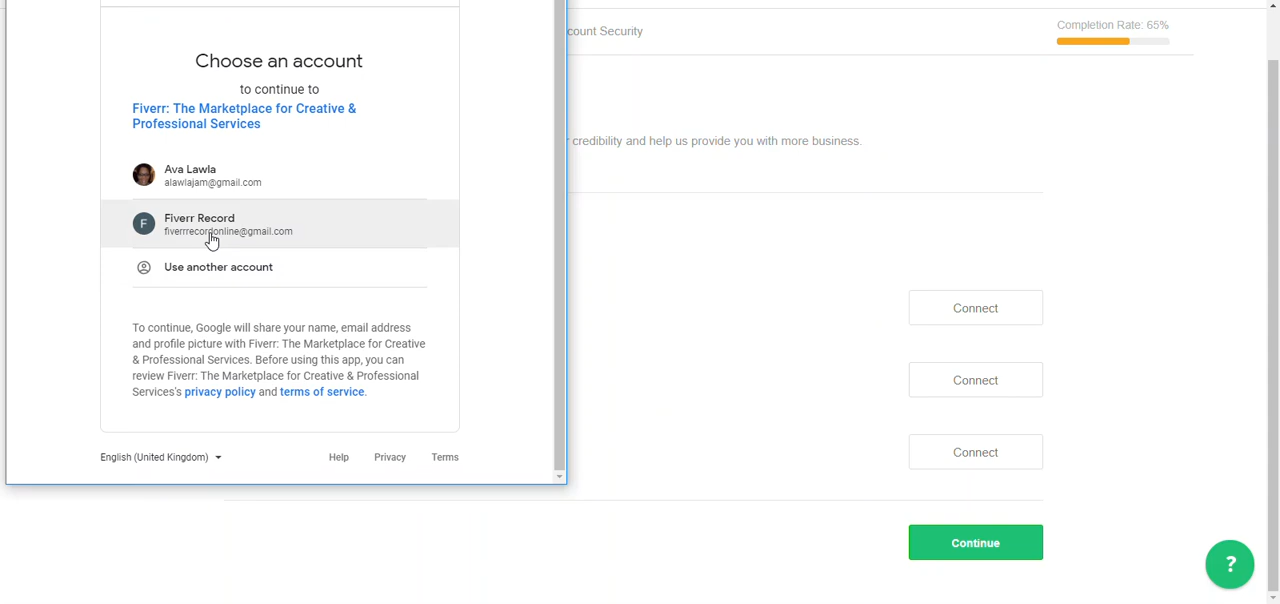 Choose an account
to continue to
Fiverr: The Marketplace for Creative &
Professional Services
Ava Lawla
alawlajam@gmail.com
F
Fiverr Record
fiverrrecordonline@gmail.com
Use another account
To continue, Google will share your name, email address
and profile picture with Fiverr: The Marketplace for Creative
& Professional Services. Before using this app, you can
review Fiverr: The Marketplace for Creative & Professional
Services's privacy policy and terms of service.
English (United Kingdom)
Help
Privacy
Terms
count Security
Completion Rate: 65%
credibility and help us provide you with more business.
Connect
Connect
Connect
Continue
?